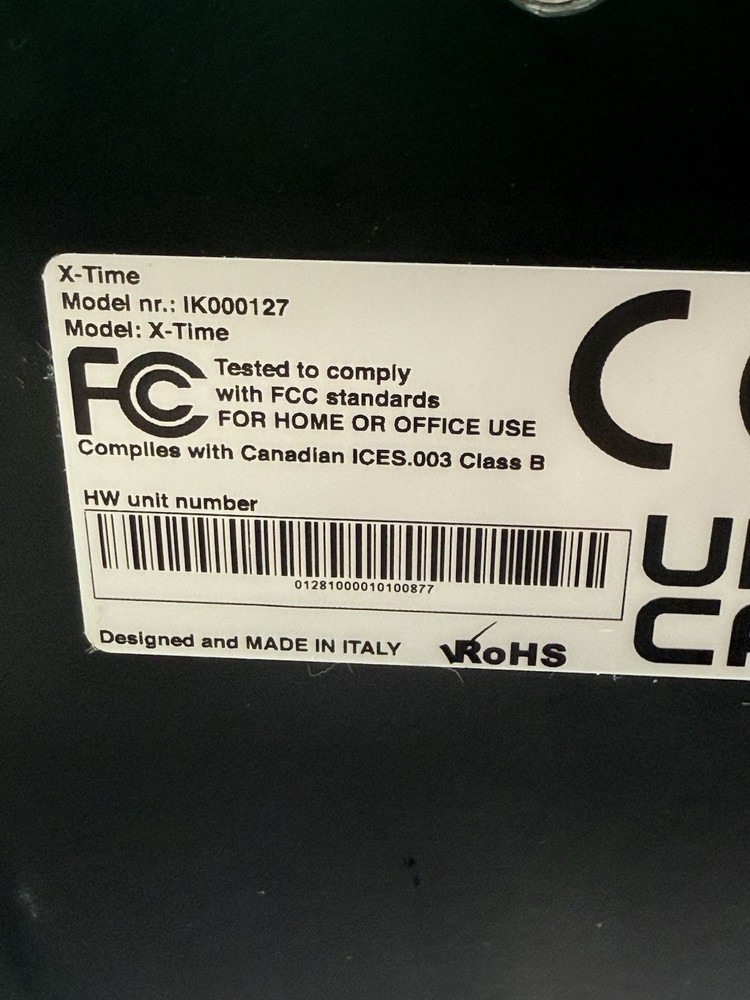 X-Time
Model nr.: IK000127
Model: X-Time
FC Tested to comply
with FCC standards
FOR HOME OR OFFICE USE
Complies with Canadian ICES.003 Class B
HW unit number
01281000010100877
Designed and MADE IN ITALY
RoHS
C
U
C